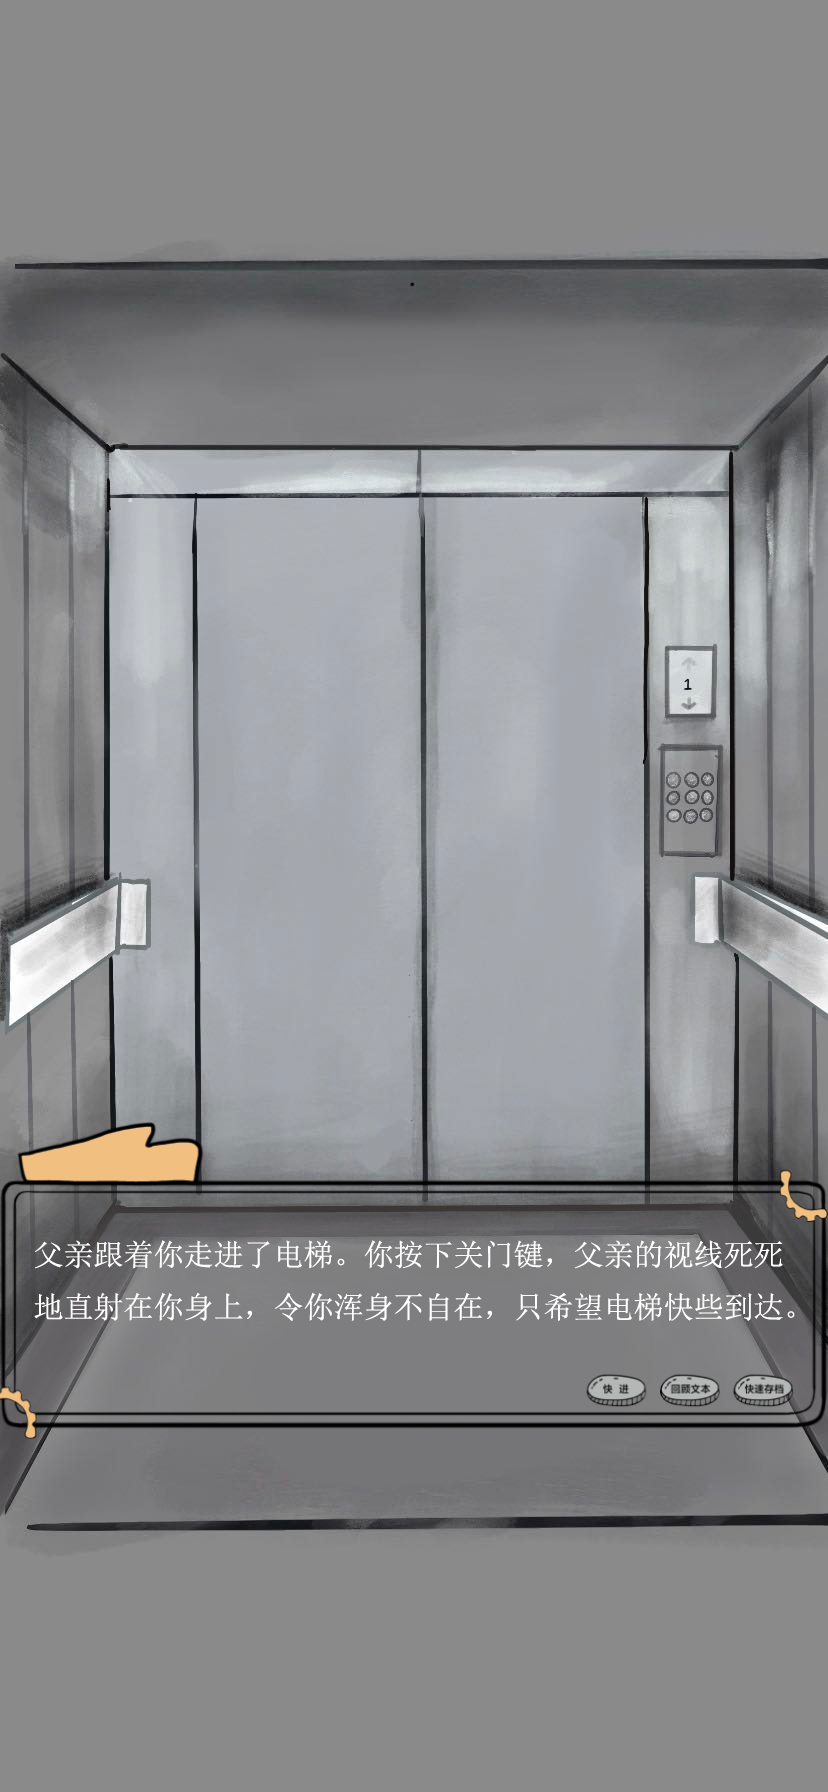 1
父亲跟着你走进了电梯。你按下关门键，父亲的视线死死
地直射在你身上，令你浑身不自在，只希望电梯快些到达。
快 进 回顾文本 快速存档